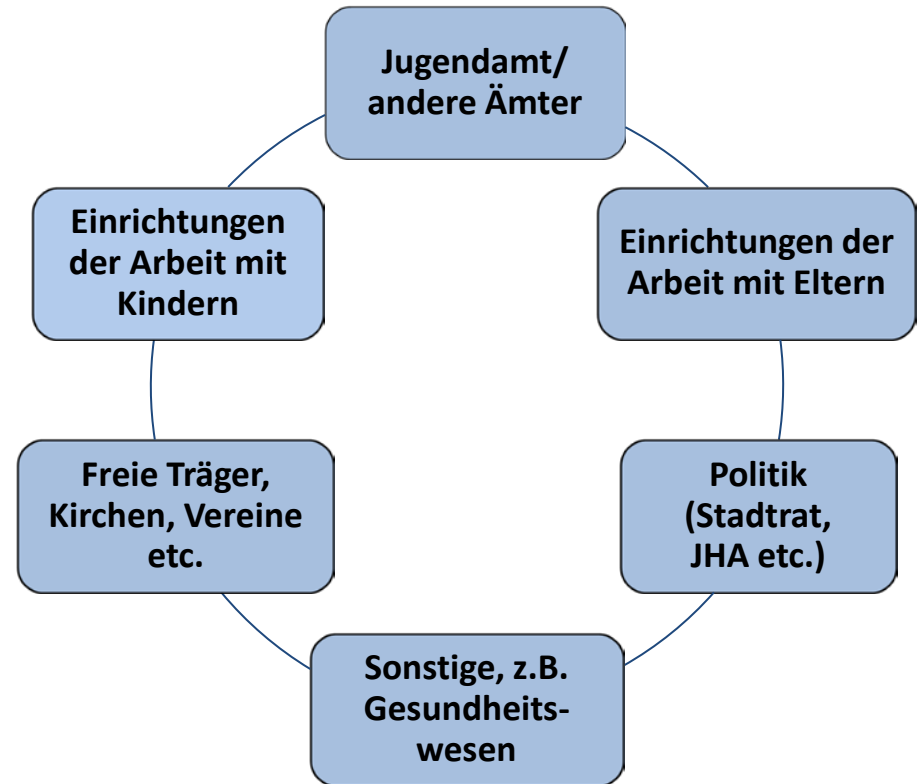 Jugendamt/
andere Ämter
Einrichtungen
der Arbeit mit
Kindern
Einrichtungen der
Arbeit mit Eltern
Freie Träger,
Kirchen, Vereine
etc.
Politik
(Stadtrat,
JHA etc.)
Sonstige, z.B.
Gesundheits-
wesen